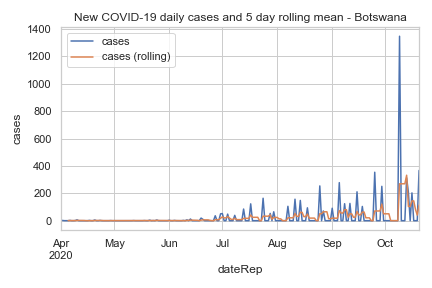 New COVID-19 daily cases and 5 day rolling mean - Botswana
cases
cases (rolling)
1400
1200
1000
800
600
400
200
0
cases
Apr
2020
May
Jun
Jul
Aug
Sep
Oct
dateRep